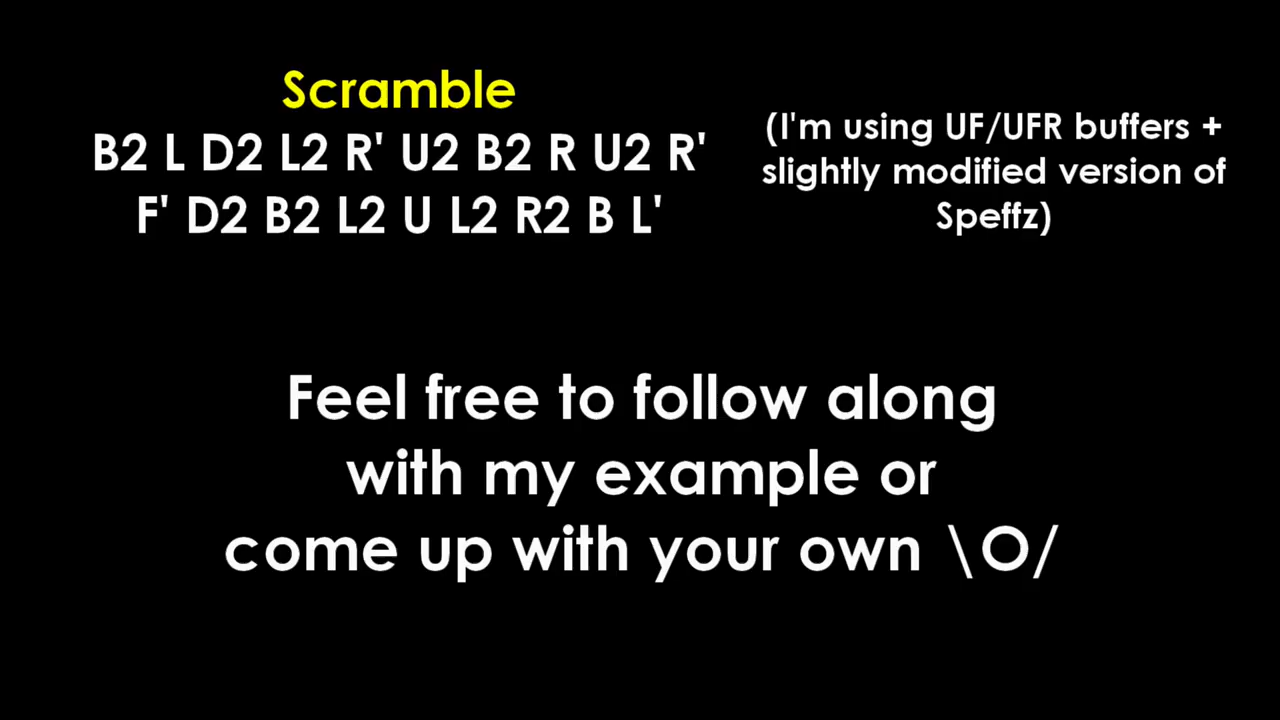 Scramble
B2 L D2 L2 R' U2 B2 R U2 R'
F' D2 B2 L2 U L2 R2 B L'
(I'm using UF/UFR buffers +
slightly modified version of
Speffz)
Feel free to follow along
with my example or
come up with your own \O/